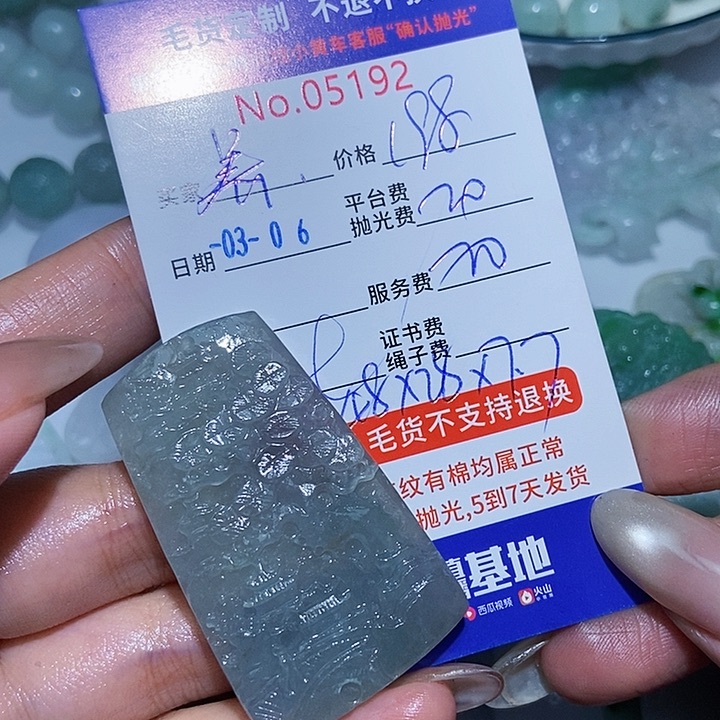 毛货定制 不退不换
小黄车客服“确认抛光”
No.05192
买家
价格 198
平台费
抛光费 20
日期 -03-06
服务费 20
证书费
绳子费
48X28X7.7
毛货不支持退换
纹有棉均属正常
抛光,5到7天发货
基地
西瓜视频 火山